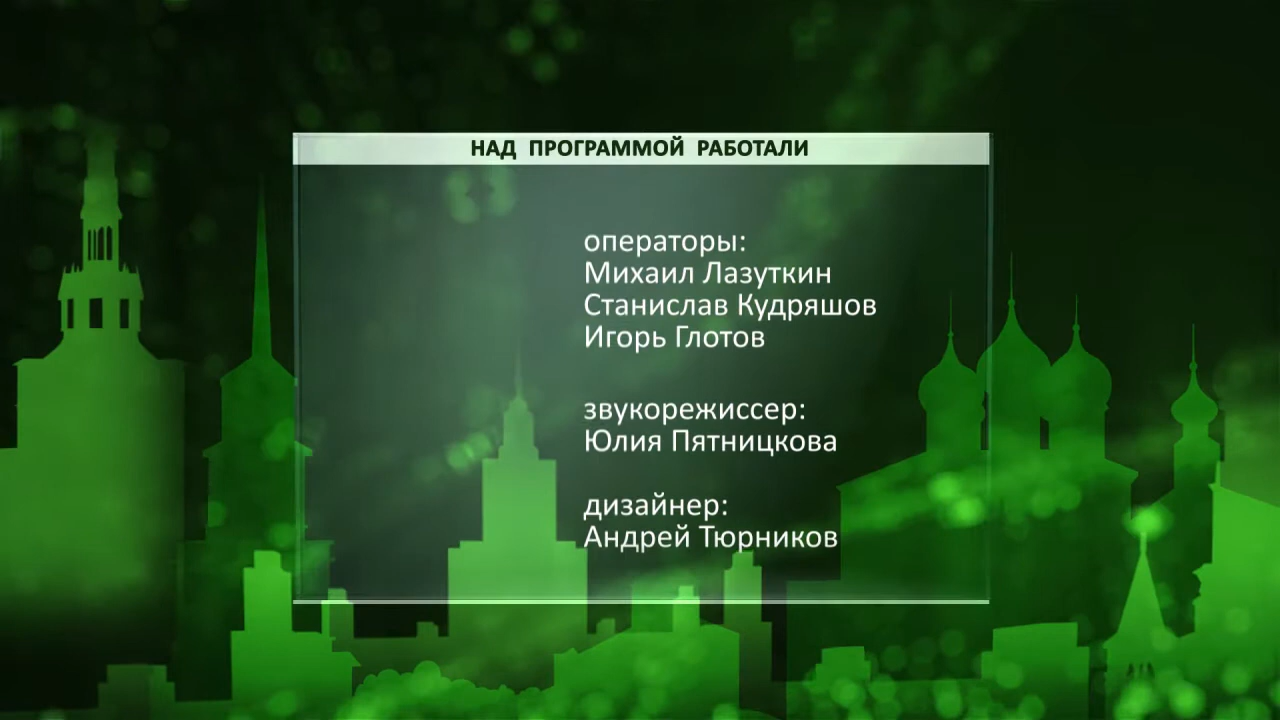 НАД ПРОГРАММОЙ РАБОТАЛИ
операторы:
Михаил Лазуткин
Станислав Кудряшов
Игорь Глотов
звукорежиссер:
Юлия Пятницкова
дизайнер:
Андрей Тюрников